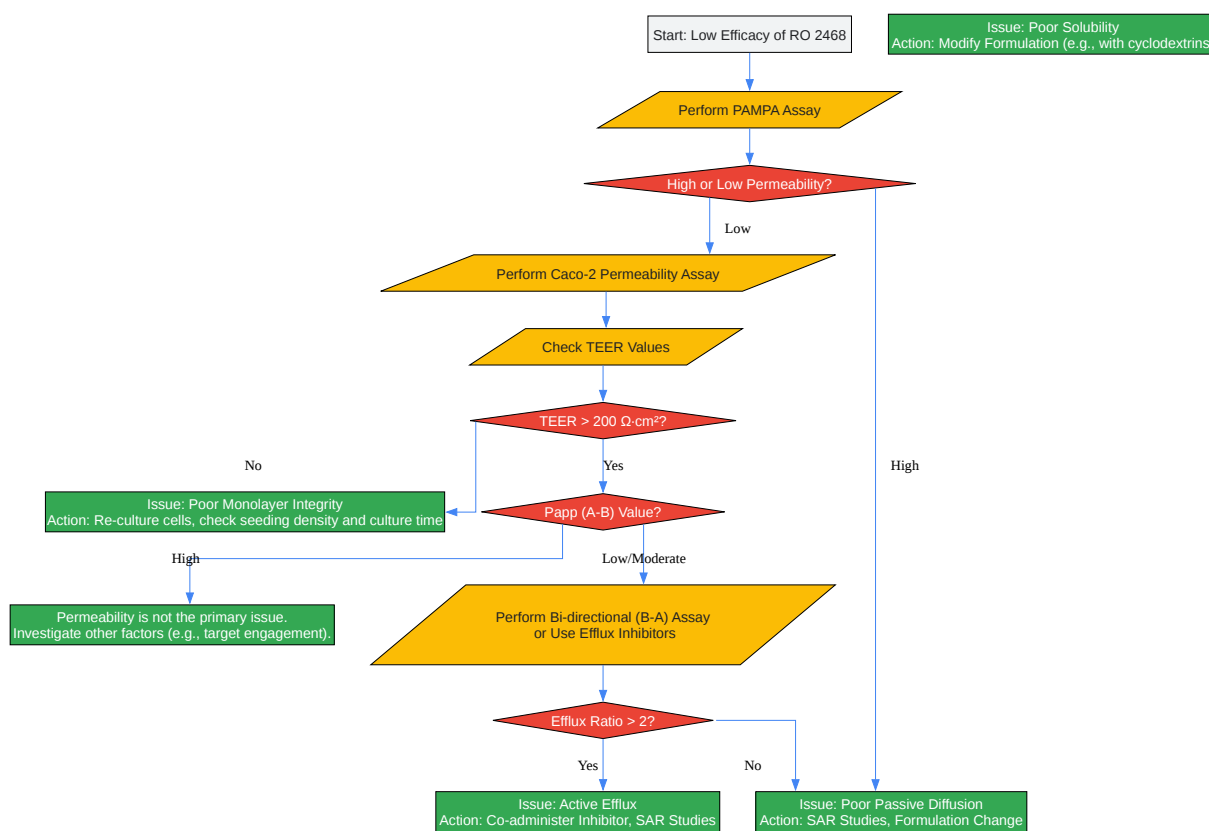 Start: Low Efficacy of RO 2468
Issue: Poor Solubility
Action: Modify Formulation (e.g., with cyclodextrins
Perform PAMPA Assay
High or Low Permeability?
Low
Perform Caco-2 Permeability Assay
Check TEER Values
TEER > 200 Ω·cm²?
No
Yes
High
Issue: Poor Monolayer Integrity
Action: Re-culture cells, check seeding density and culture time
Papp (A-B) Value?
High
Low/Moderate
Permeability is not the primary issue.
Investigate other factors (e.g., target engagement).
Perform Bi-directional (B-A) Assay
or Use Efflux Inhibitors
Efflux Ratio > 2?
Yes
No
Issue: Active Efflux
Action: Co-administer Inhibitor, SAR Studies
Issue: Poor Passive Diffusion
Action: SAR Studies, Formulation Change